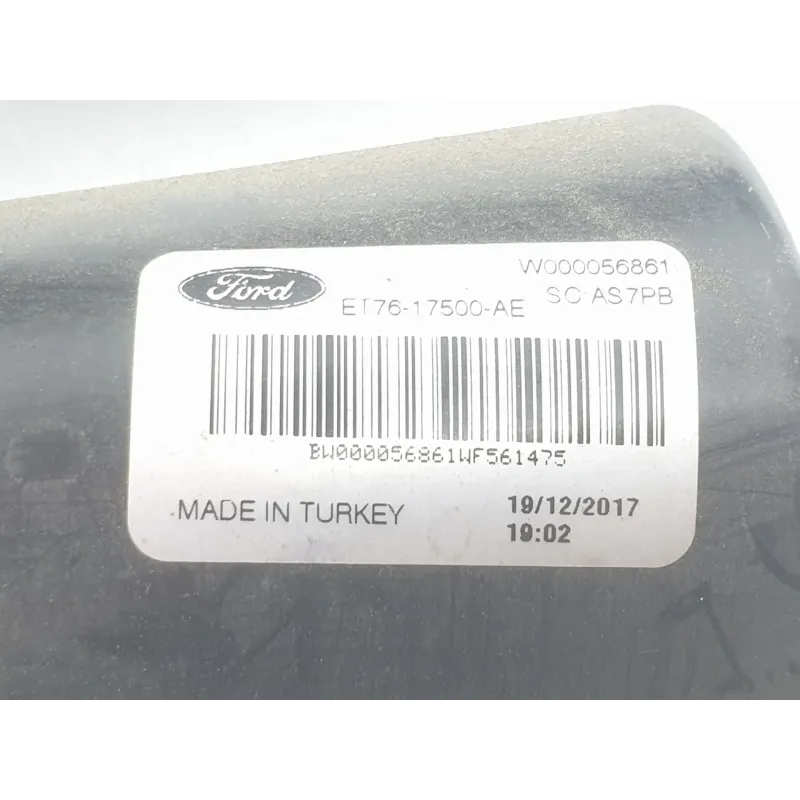 Ford
W000056861
ET76-17500-AE
SC AS7PB
BW000056861WF561475
MADE IN TURKEY
19/12/2017
19:02